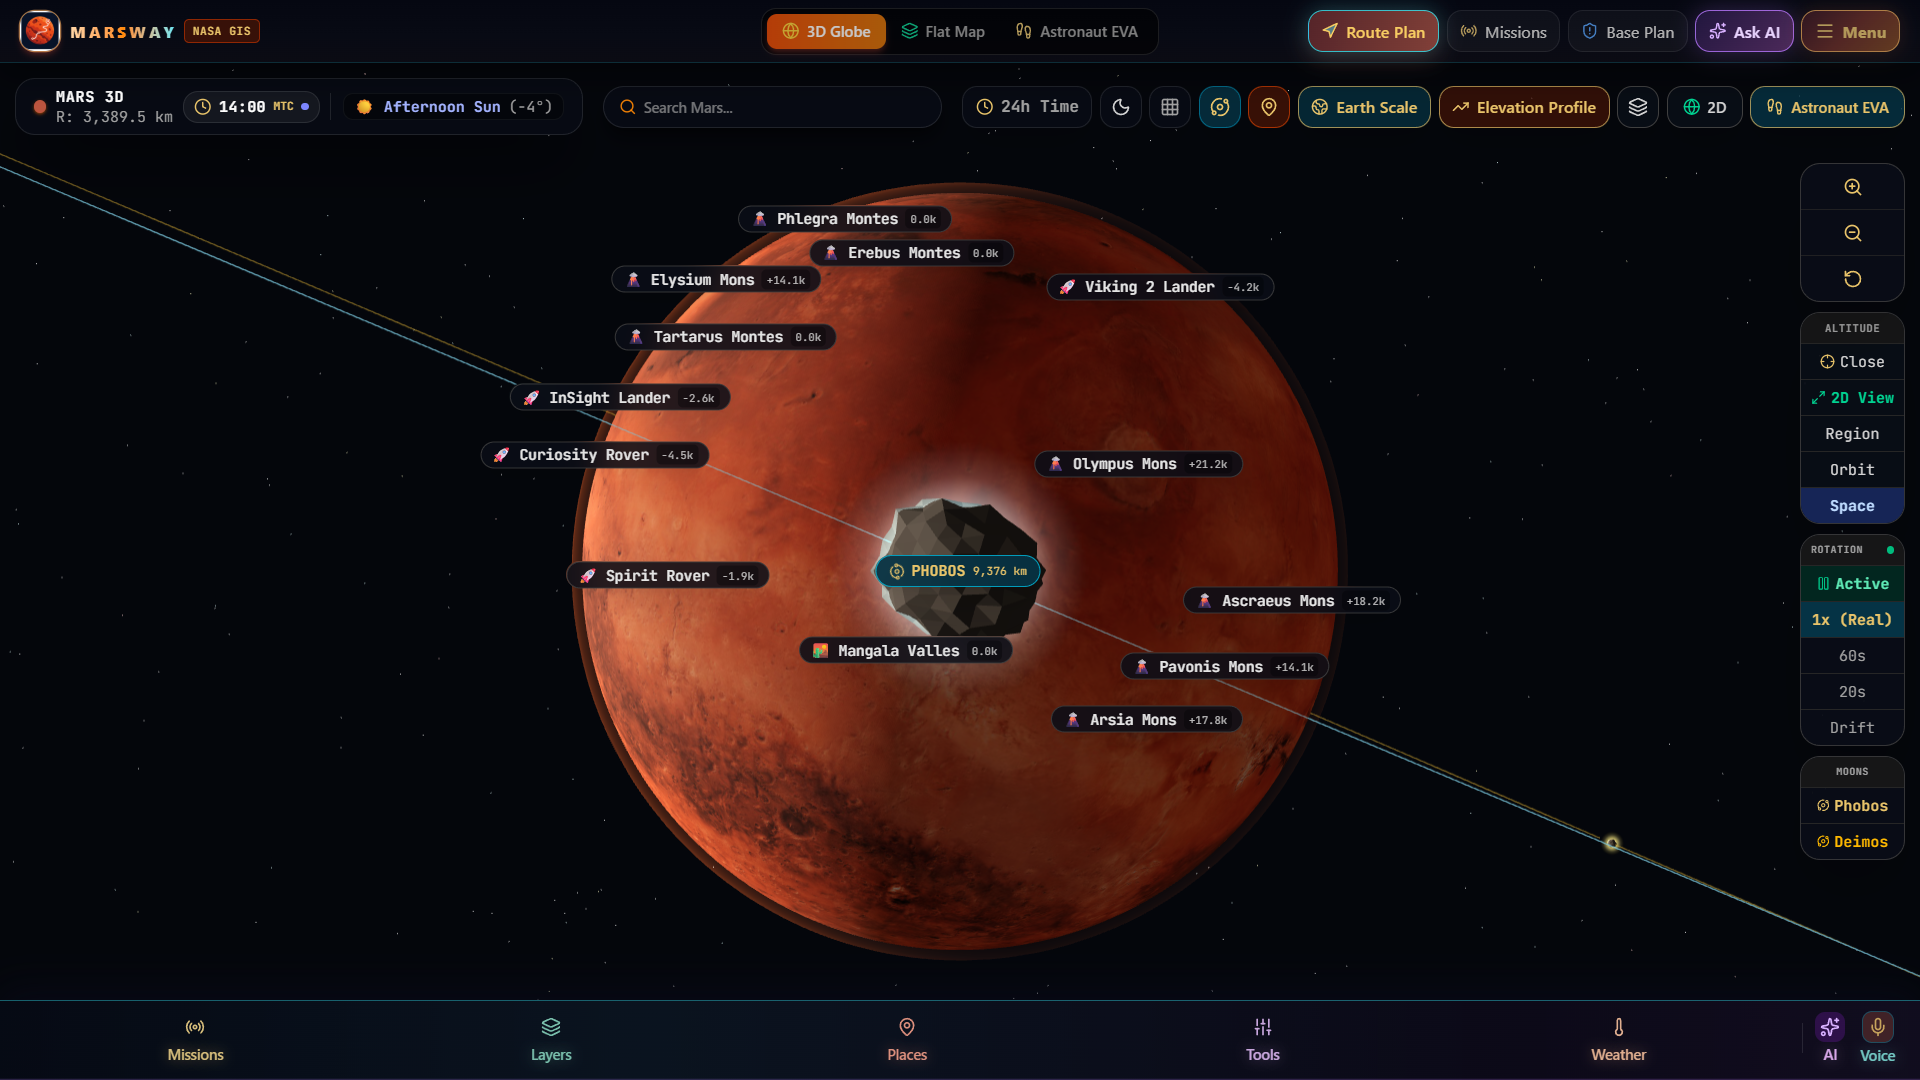 MARSWAY NASA GIS
3D Globe Flat Map Astronaut EVA
Route Plan Missions Base Plan Ask AI Menu
MARS 3D
R: 3,389.5 km
14:00 MTC
Afternoon Sun (-4°)
Search Mars...
24h Time
Earth Scale
Elevation Profile
2D
Astronaut EVA
Phlegra Montes 0.0k
Erebus Montes 0.0k
Elysium Mons +14.1k
Viking 2 Lander -4.2k
Tartarus Montes 0.0k
InSight Lander -2.6k
Curiosity Rover -4.5k
Olympus Mons +21.2k
PHOBOS 9,376 km
Spirit Rover -1.9k
Ascraeus Mons +18.2k
Mangala Valles 0.0k
Pavonis Mons +14.1k
Arsia Mons +17.8k
ALTITUDE
Close
2D View
Region
Orbit
Space
ROTATION
Active
1x (Real)
60s
20s
Drift
MOONS
Phobos
Deimos
Missions Layers Places Tools Weather AI Voice